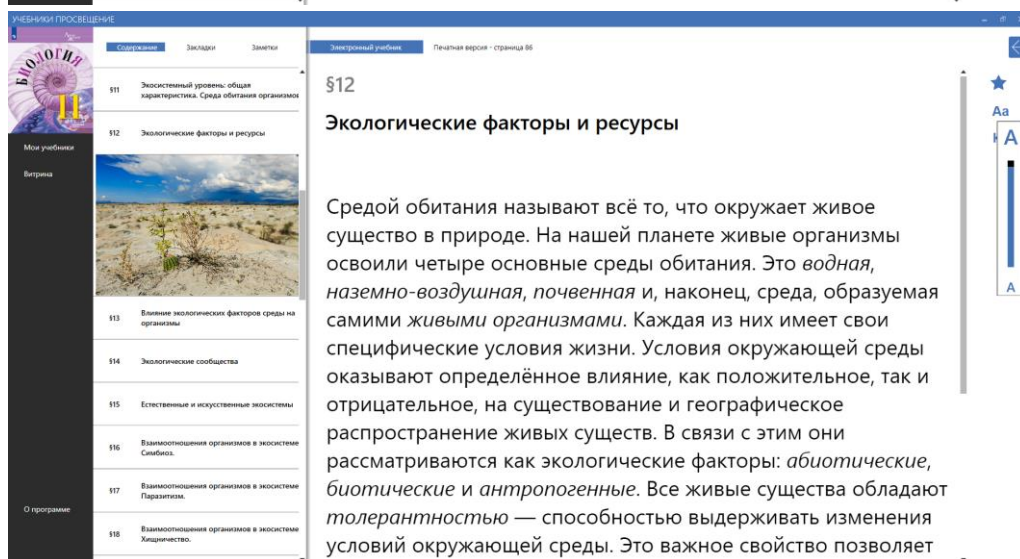 УЧЕБНИКИ ПРОСВЕЩЕНИЕ
БИОЛОГИЯ
11
Мои учебники
Витрина
О программе
Содержание
Закладки
Заметки
§11
Экосистемный уровень: общая
характеристика. Среда обитания организмов
§12
Экологические факторы и ресурсы
§13
Влияние экологических факторов среды на
организмы
§14
Экологические сообщества
§15
Естественные и искусственные экосистемы
§16
Взаимоотношения организмов в экосистеме
Симбиоз.
§17
Взаимоотношения организмов в экосистеме
Паразитизм.
§18
Взаимоотношения организмов в экосистеме
Хищничество.
Электронный учебник
Печатная версия - страница 86
§12
Экологические факторы и ресурсы
Средой обитания называют всё то, что окружает живое
существо в природе. На нашей планете живые организмы
освоили четыре основные среды обитания. Это водная,
наземно-воздушная, почвенная и, наконец, среда, образуемая
самими живыми организмами. Каждая из них имеет свои
специфические условия жизни. Условия окружающей среды
оказывают определённое влияние, как положительное, так и
отрицательное, на существование и географическое
распространение живых существ. В связи с этим они
рассматриваются как экологические факторы: абиотические,
биотические и антропогенные. Все живые существа обладают
толерантностью — способностью выдерживать изменения
условий окружающей среды. Это важное свойство позволяет
Aa
A
A